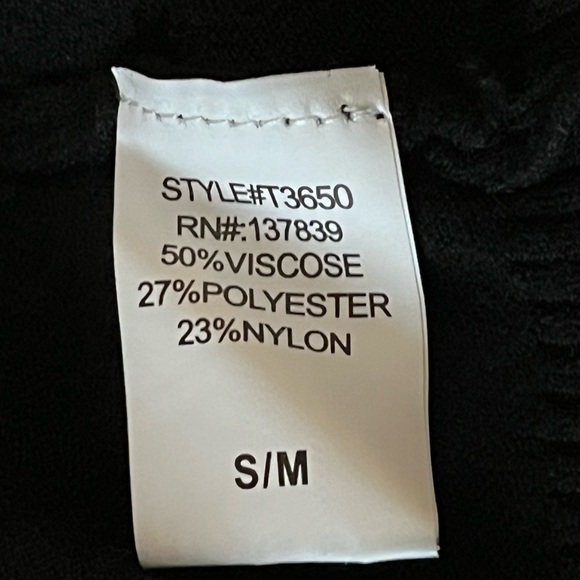 STYLE#T3650
RN#:137839
50%VISCOSE
27%POLYESTER
23%NYLON
S/M